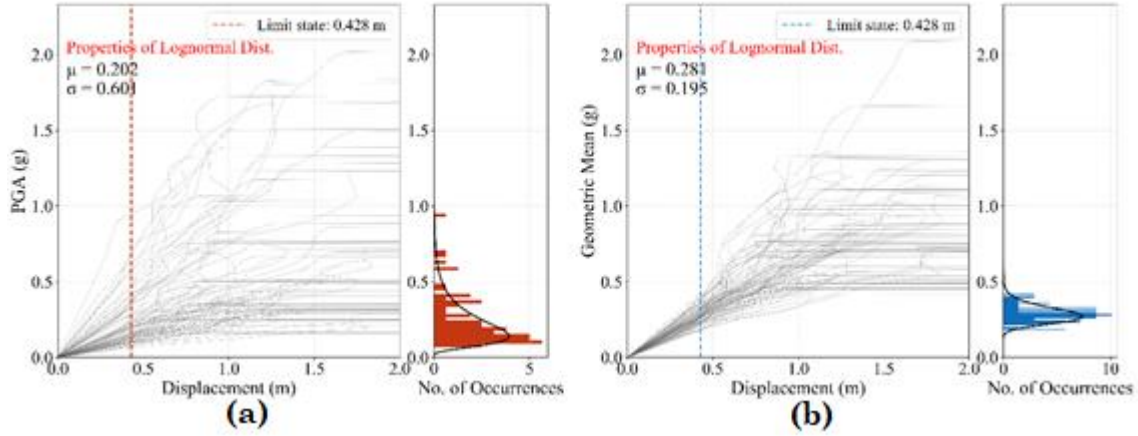 Limit state: 0.428 m
Properties of Lognormal Dist.
μ = 0.202
σ = 0.601
PGA (g)
2.0
1.5
1.0
0.5
0.0
0.0 0.5 1.0 1.5 2.0
Displacement (m)
2.0
1.5
1.0
0.5
0.0
0 5
No. of Occurrences
(a)
Limit state: 0.428 m
Properties of Lognormal Dist.
μ = 0.281
σ = 0.195
Geometric Mean (g)
2.0
1.5
1.0
0.5
0.0
0.0 0.5 1.0 1.5 2.0
Displacement (m)
2.0
1.5
1.0
0.5
0.0
0 10
No. of Occurrences
(b)